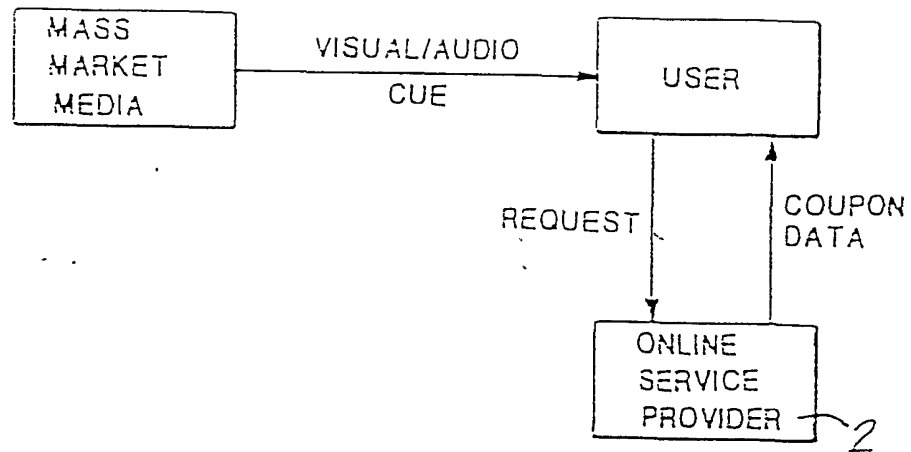 MASS
MARKET
MEDIA
VISUAL/AUDIO
CUE
USER
REQUEST
COUPON
DATA
ONLINE
SERVICE
PROVIDER
2